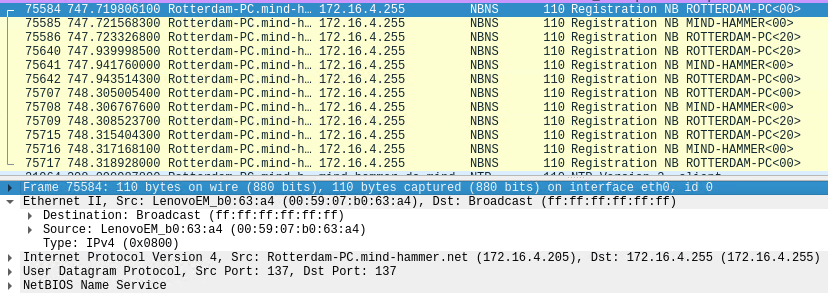 75584 747.719806100 Rotterdam-PC.mind-h… 172.16.4.255 NBNS 110 Registration NB ROTTERDAM-PC<00>
75585 747.721568300 Rotterdam-PC.mind-h… 172.16.4.255 NBNS 110 Registration NB MIND-HAMMER<00>
75586 747.723326800 Rotterdam-PC.mind-h… 172.16.4.255 NBNS 110 Registration NB ROTTERDAM-PC<20>
75640 747.939998500 Rotterdam-PC.mind-h… 172.16.4.255 NBNS 110 Registration NB ROTTERDAM-PC<20>
75641 747.941760000 Rotterdam-PC.mind-h… 172.16.4.255 NBNS 110 Registration NB MIND-HAMMER<00>
75642 747.943514300 Rotterdam-PC.mind-h… 172.16.4.255 NBNS 110 Registration NB ROTTERDAM-PC<00>
75707 748.305005400 Rotterdam-PC.mind-h… 172.16.4.255 NBNS 110 Registration NB ROTTERDAM-PC<00>
75708 748.306767600 Rotterdam-PC.mind-h… 172.16.4.255 NBNS 110 Registration NB MIND-HAMMER<00>
75709 748.308523700 Rotterdam-PC.mind-h… 172.16.4.255 NBNS 110 Registration NB ROTTERDAM-PC<20>
75715 748.315404300 Rotterdam-PC.mind-h… 172.16.4.255 NBNS 110 Registration NB ROTTERDAM-PC<20>
75716 748.317168100 Rotterdam-PC.mind-h… 172.16.4.255 NBNS 110 Registration NB MIND-HAMMER<00>
75717 748.318928000 Rotterdam-PC.mind-h… 172.16.4.255 NBNS 110 Registration NB ROTTERDAM-PC<00>
Frame 75584: 110 bytes on wire (880 bits), 110 bytes captured (880 bits) on interface eth0, id 0
Ethernet II, Src: LenovoEM_b0:63:a4 (00:59:07:b0:63:a4), Dst: Broadcast (ff:ff:ff:ff:ff:ff)
Destination: Broadcast (ff:ff:ff:ff:ff:ff)
Source: LenovoEM_b0:63:a4 (00:59:07:b0:63:a4)
Type: IPv4 (0x0800)
Internet Protocol Version 4, Src: Rotterdam-PC.mind-hammer.net (172.16.4.205), Dst: 172.16.4.255 (172.16.4.255)
User Datagram Protocol, Src Port: 137, Dst Port: 137
NetBIOS Name Service